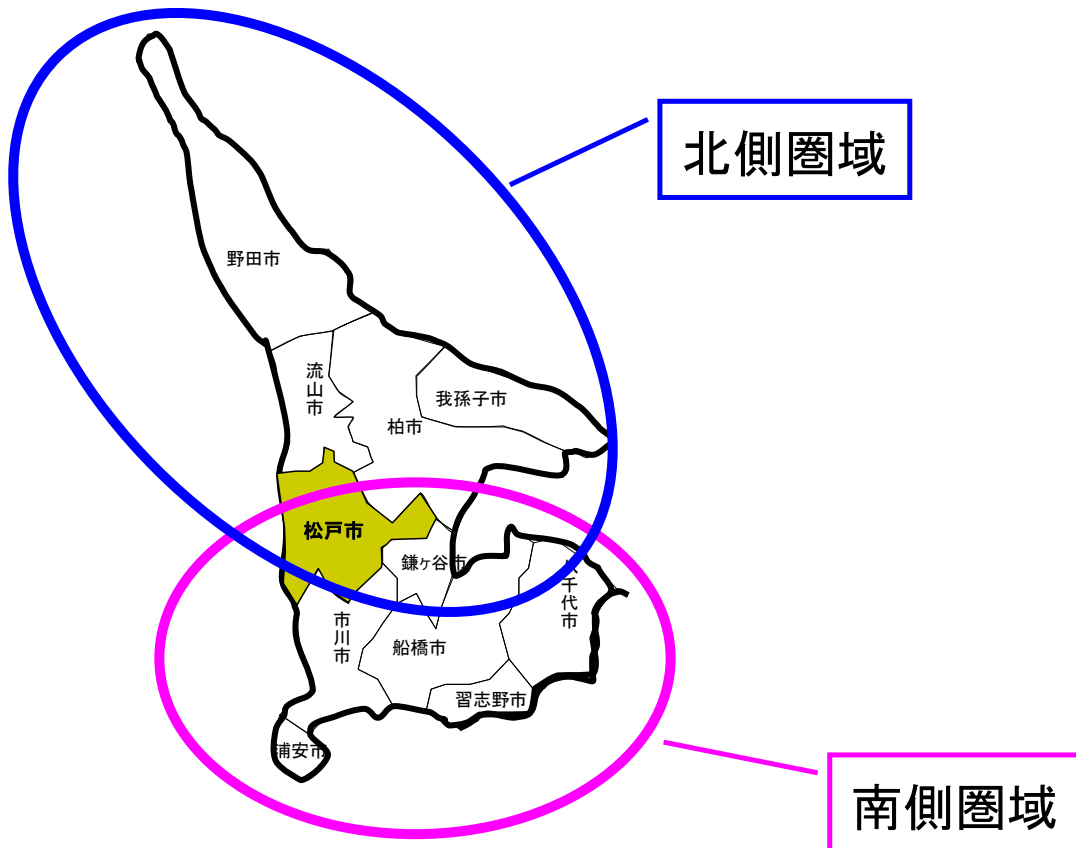 北側圏域
野田市
流山市
我孫子市
柏市
松戸市
鎌ヶ谷市
八千代市
市川市
船橋市
習志野市
浦安市
南側圏域